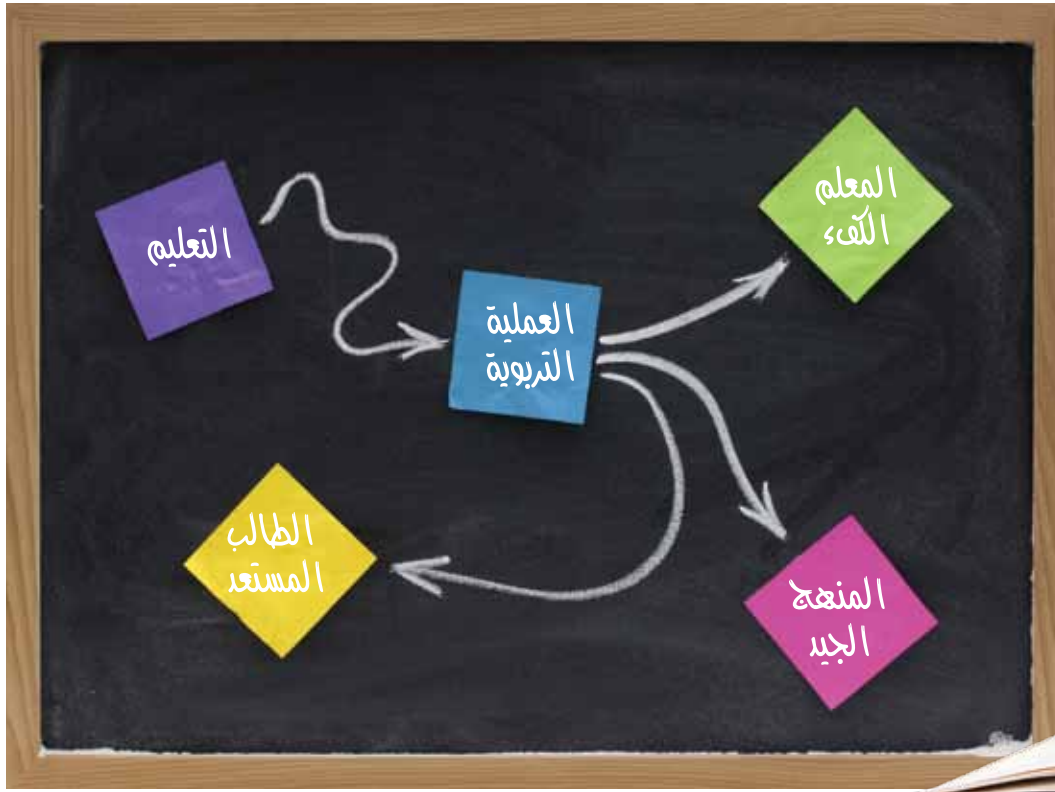 التعليم
العملية
التربوية
المعلم
الكفء
المنهج
الجيد
الطالب
المستعد